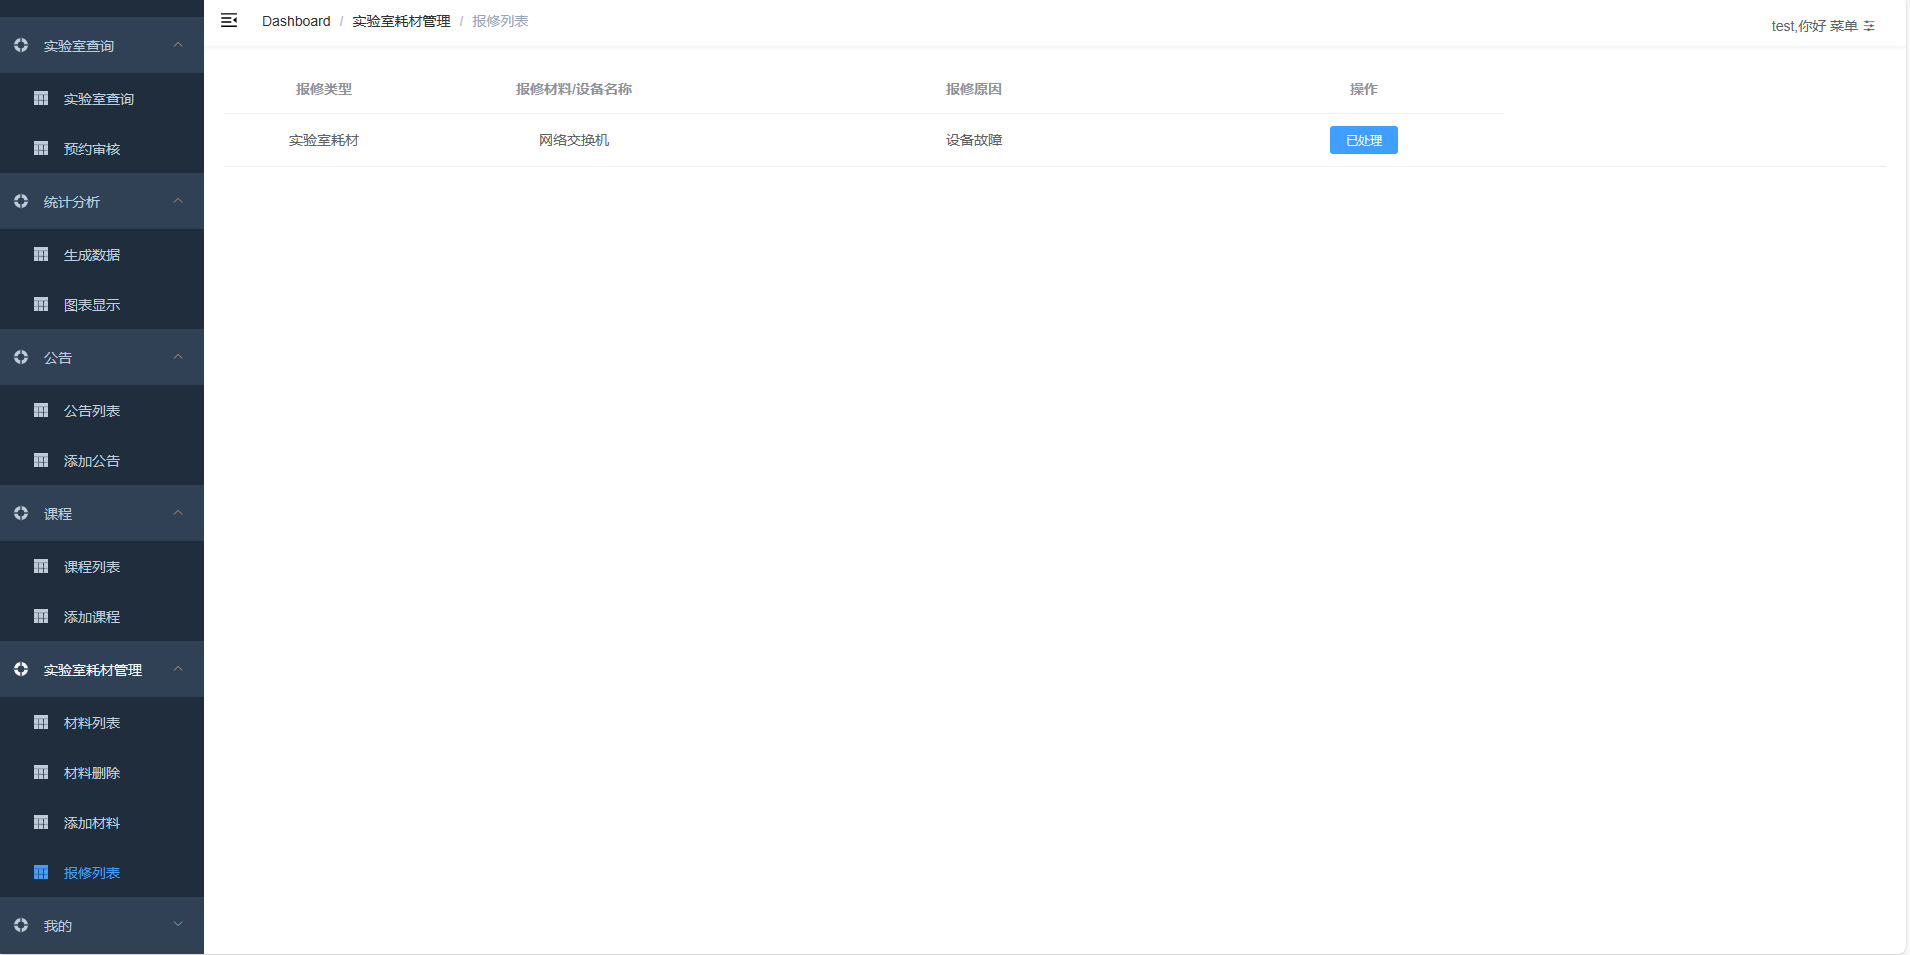 实验室查询
实验室查询
预约审核
统计分析
生成数据
图表显示
公告
公告列表
添加公告
课程
课程列表
添加课程
实验室耗材管理
材料列表
材料删除
添加材料
报修列表
我的
Dashboard / 实验室耗材管理 / 报修列表
test,你好 菜单
报修类型 报修材料/设备名称 报修原因 操作
实验室耗材 网络交换机 设备故障 已处理